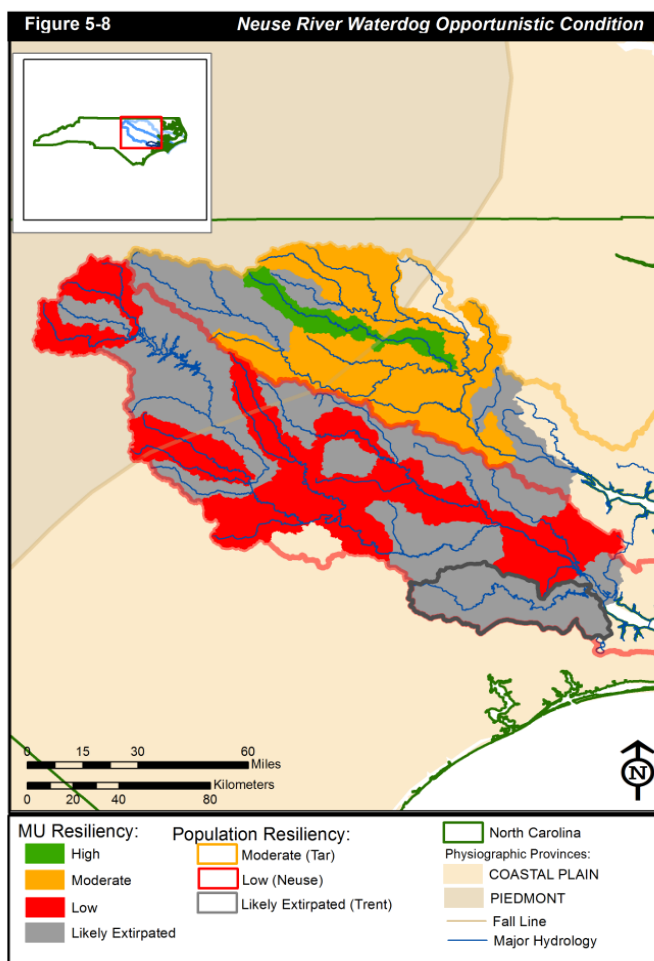 Figure 5-8 Neuse River Waterdog Opportunistic Condition
0 15 30 60
Miles
Kilometers
0 20 40 80
N
MU Resiliency:
High
Moderate
Low
Likely Extirpated
Population Resiliency:
Moderate (Tar)
Low (Neuse)
Likely Extirpated (Trent)
North Carolina
Physiographic Provinces:
COASTAL PLAIN
PIEDMONT
Fall Line
Major Hydrology